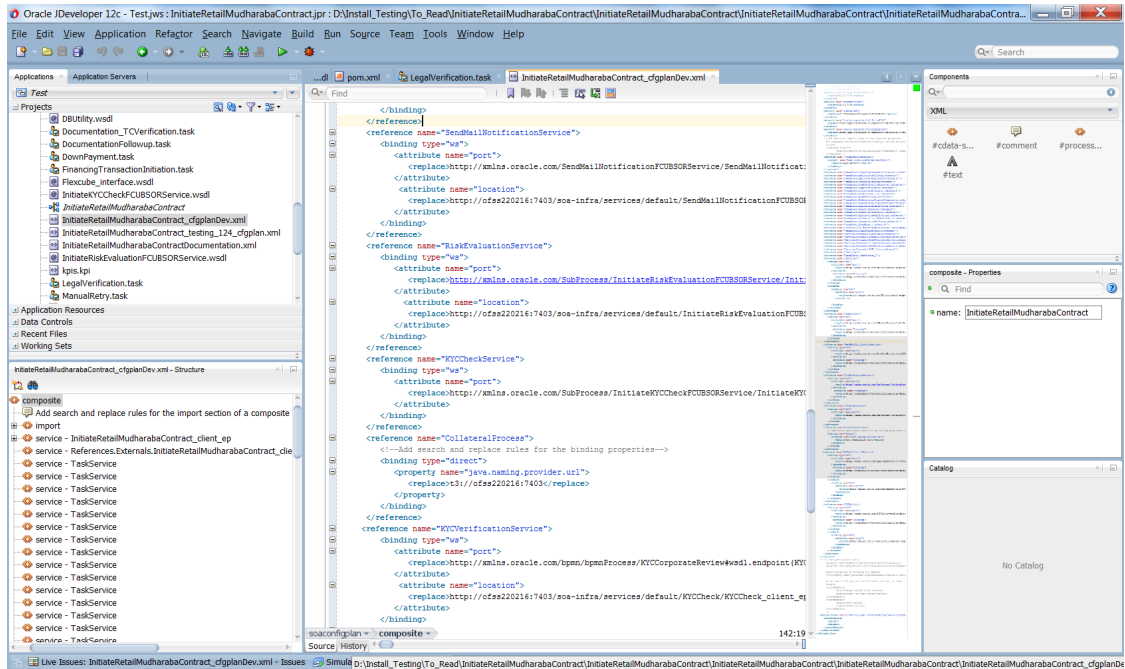 Oracle JDeveloper 12c - Test.jws : InitiateRetailMudharabaContract.jpr : D:\Install_Testing\To_Read\InitiateRetailMudharabaContract\InitiateRetailMudharabaContract\InitiateRetailMudharabaContract\InitiateRetailMudharabaContra...
File Edit View Application Refactor Search Navigate Build Run Source Team Tools Window Help
Search
Applications
Application Servers
...dl
pom.xml
LegalVerification.task
InitiateRetailMudharabaContract_cfgplanDev.xml
Components
Test
Find
Projects
XML
DBUtility.wsdl
Documentation_TCVerification.task
DocumentationFollowup.task
DownPayment.task
FinancingTransactionInitiation.task
Flexcube_interface.wsdl
InitiateKYCCheckFCUBSORService.wsdl
InitiateRetailMudharabaContract
InitiateRetailMudharabaContract_cfgplanDev.xml
InitiateRetailMudharabaContract_testing_124_cfgplan.xml
InitiateRetailMudharabaContractDocumentation.xml
InitiateRiskEvaluationFCUBSORService.wsdl
kpis.kpi
LegalVerification.task
ManualRetry.task
Application Resources
Data Controls
Recent Files
Working Sets
InitiateRetailMudharabaContract_cfgplanDev.xml - Structure
composite
Add search and replace rules for the import section of a composite
import
service - InitiateRetailMudharabaContract_client_ep
service - References.Externals.InitiateRetailMudharabaContract_clie
service - TaskService
service - TaskService
service - TaskService
service - TaskService
service - TaskService
service - TaskService
service - TaskService
service - TaskService
service - TaskService
service - TaskService
service - TaskService
service - TaskService
service - TaskService
service - TaskService
</binding>
</reference>
<reference name="SendMailNotificationService">
<binding type="ws">
<attribute name="port">
<replace>http://xmlns.oracle.com/SendMailNotificationFCUBSORService/SendMailNotificat:
</attribute>
<attribute name="location">
<replace>http://ofss220216:7403/soa-infra/services/default/SendMailNotificationFCUBSO
</attribute>
</binding>
</reference>
<reference name="RiskEvaluationService">
<binding type="ws">
<attribute name="port">
<replace>http://xmlns.oracle.com/SubProcess/InitiateRiskEvaluationFCUBSORService/Init:
</attribute>
<attribute name="location">
<replace>http://ofss220216:7403/soa-infra/services/default/InitiateRiskEvaluationFCUBS
</attribute>
</binding>
</reference>
<reference name="KYCCheckService">
<binding type="ws">
<attribute name="port">
<replace>http://xmlns.oracle.com/SubProcess/InitiateKYCCheckFCUBSORService/InitiateKYC
</attribute>
</binding>
</reference>
<reference name="CollateralProcess">
<!--Add search and replace rules for the binding properties-->
<binding type="direct">
<property name="java.naming.provider.url">
<replace>t3://ofss220216:7403</replace>
</property>
</binding>
</reference>
<reference name="KYCVerificationService">
<binding type="ws">
<attribute name="port">
<replace>http://xmlns.oracle.com/bpmn/bpmnProcess/KYCCorporateReview#wsdl.endpoint(KYC
</attribute>
<attribute name="location">
<replace>http://ofss220216:7403/soa-infra/services/default/KYCCheck/KYCCheck_client_ep
</attribute>
</binding>
soaconfigplan
composite
142:19
Source
History
#cdata-s...
#comment
#process...
#text
composite - Properties
Find
name: InitiateRetailMudharabaContract
Catalog
No Catalog
Live Issues: InitiateRetailMudharabaContract_cfgplanDev.xml - Issues
D:\Install_Testing\To_Read\InitiateRetailMudharabaContract\InitiateRetailMudharabaContract\InitiateRetailMudharabaContract\InitiateRetailMudharabaContract\InitiateRetailMudharabaContract_cfgplanDe